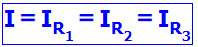 I = I_{R_1} = I_{R_2} = I_{R_3}